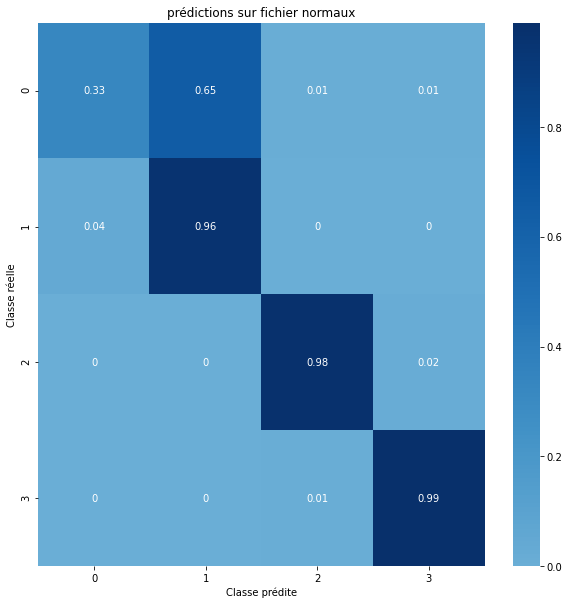 prédictions sur fichier normaux
0 0.33 0.65 0.01 0.01
1 0.04 0.96 0 0
2 0 0 0.98 0.02
3 0 0 0.01 0.99
0 1 2 3
Classe prédite
Classe réelle
0.8
0.6
0.4
0.2
0.0